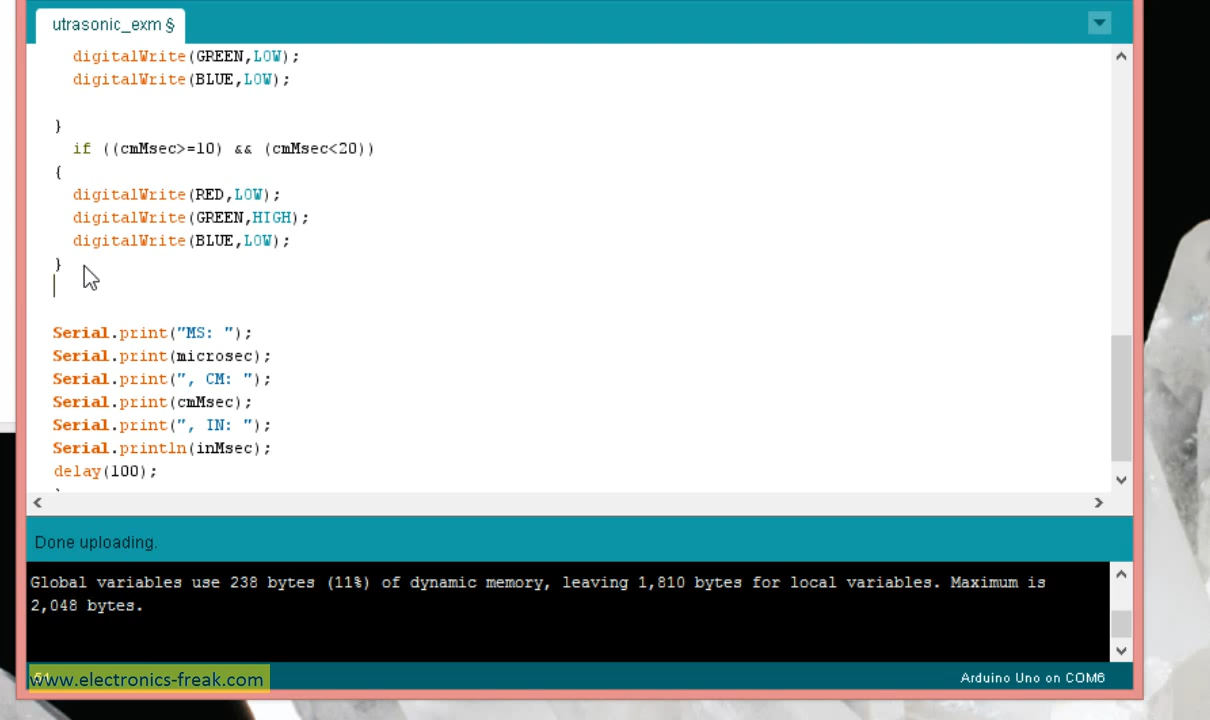 utrasonic_exm §
digitalWrite(GREEN,LOW);
digitalWrite(BLUE,LOW);
}
if ((cmMsec>=10) && (cmMsec<20))
{
digitalWrite(RED,LOW);
digitalWrite(GREEN,HIGH);
digitalWrite(BLUE,LOW);
}
Serial.print("MS: ");
Serial.print(microsec);
Serial.print(", CM: ");
Serial.print(cmMsec);
Serial.print(", IN: ");
Serial.println(inMsec);
delay(100);
Done uploading.
Global variables use 238 bytes (11%) of dynamic memory, leaving 1,810 bytes for local variables. Maximum is
2,048 bytes.
www.electronics-freak.com
Arduino Uno on COM6